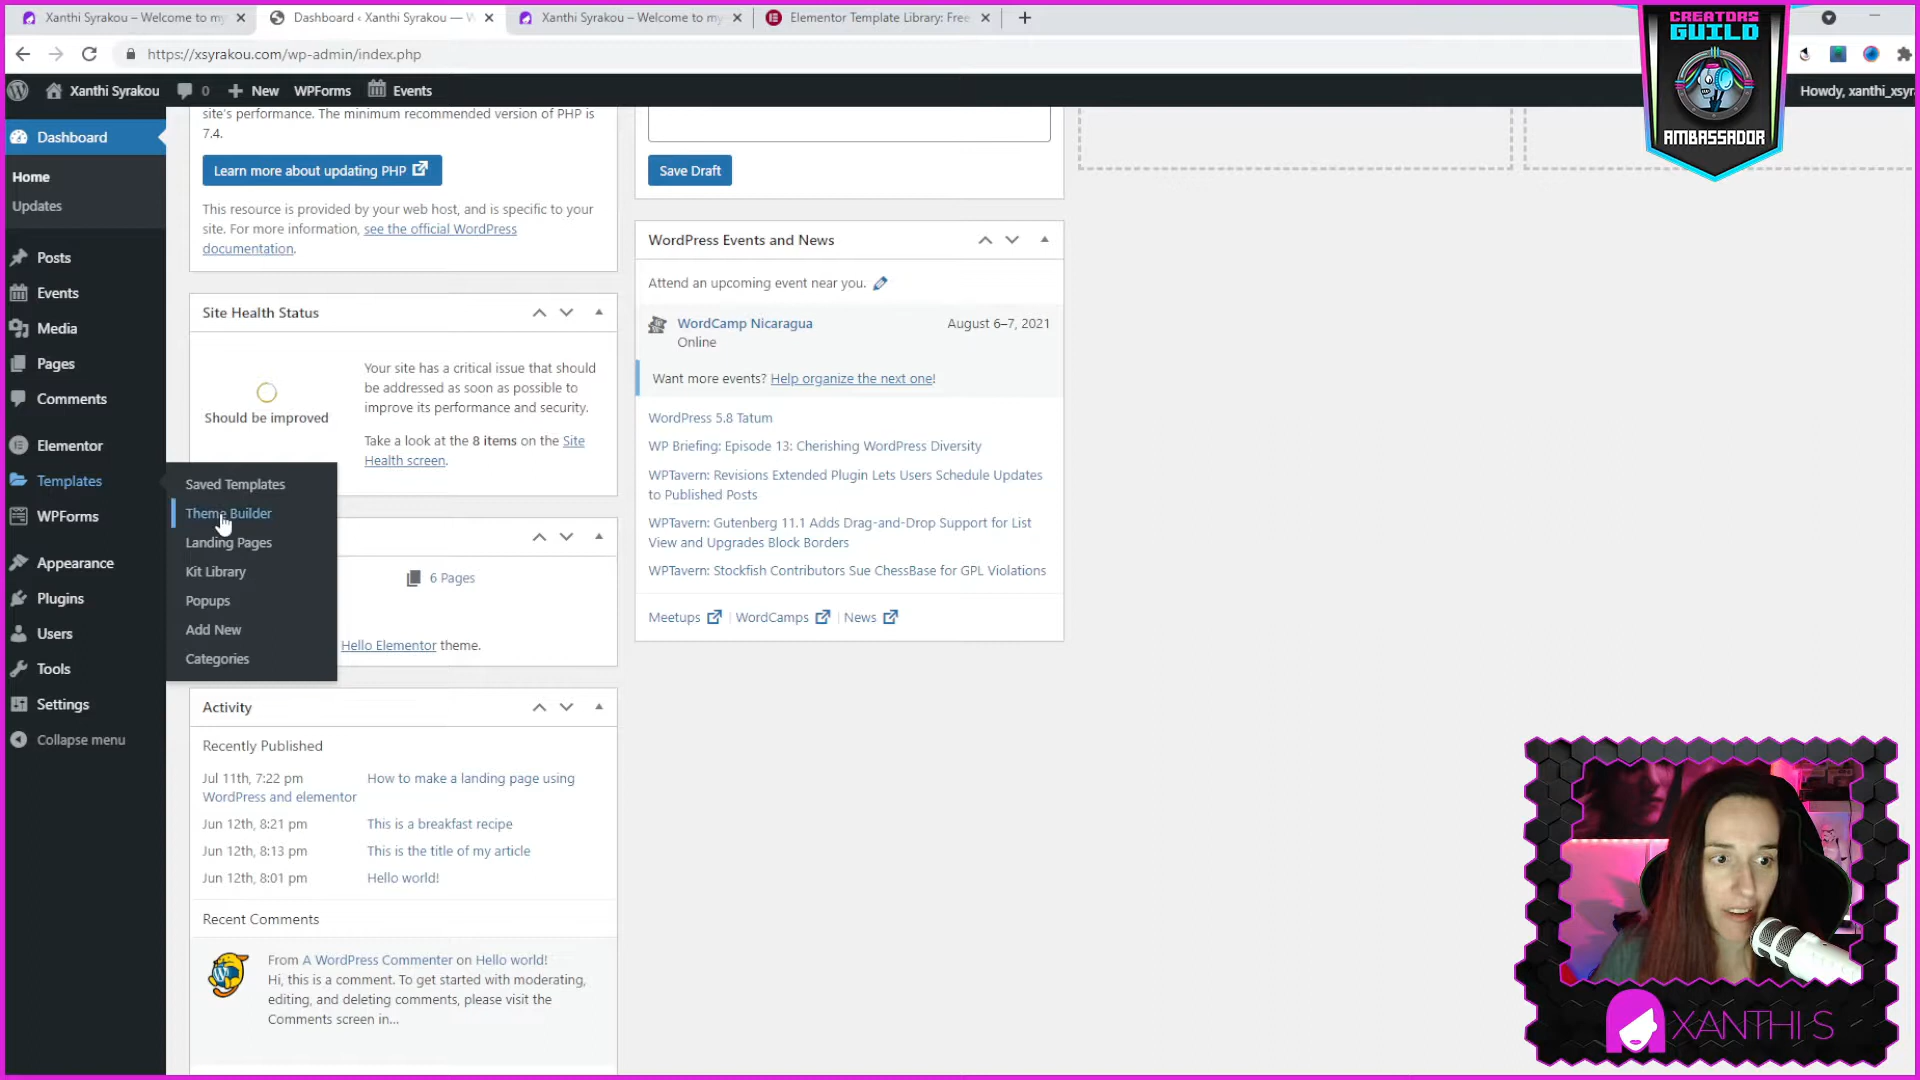 Xanthi Syrakou – Welcome to my
Dashboard ‹ Xanthi Syrakou — W
Xanthi Syrakou – Welcome to my
Elementor Template Library: Free
https://xsyrakou.com/wp-admin/index.php
Xanthi Syrakou
0
New
WPForms
Events
Howdy, xanthi_xsyr
CREATORS
GUILD
AMBASSADOR
Dashboard
Home
Updates
Posts
Events
Media
Pages
Comments
Elementor
Templates
WPForms
Appearance
Plugins
Users
Tools
Settings
Collapse menu
Saved Templates
Theme Builder
Landing Pages
Kit Library
Popups
Add New
Categories
site's performance. The minimum recommended version of PHP is
7.4.
Learn more about updating PHP
This resource is provided by your web host, and is specific to your
site. For more information, see the official WordPress
documentation.
Site Health Status
Should be improved
Your site has a critical issue that should
be addressed as soon as possible to
improve its performance and security.
Take a look at the 8 items on the Site
Health screen.
6 Pages
Hello Elementor theme.
Activity
Recently Published
Jul 11th, 7:22 pm How to make a landing page using
WordPress and elementor
Jun 12th, 8:21 pm This is a breakfast recipe
Jun 12th, 8:13 pm This is the title of my article
Jun 12th, 8:01 pm Hello world!
Recent Comments
From A WordPress Commenter on Hello world!
Hi, this is a comment. To get started with moderating,
editing, and deleting comments, please visit the
Comments screen in...
Save Draft
WordPress Events and News
Attend an upcoming event near you.
WordCamp Nicaragua August 6–7, 2021
Online
Want more events? Help organize the next one!
WordPress 5.8 Tatum
WP Briefing: Episode 13: Cherishing WordPress Diversity
WPTavern: Revisions Extended Plugin Lets Users Schedule Updates
to Published Posts
WPTavern: Gutenberg 11.1 Adds Drag-and-Drop Support for List
View and Upgrades Block Borders
WPTavern: Stockfish Contributors Sue ChessBase for GPL Violations
Meetups | WordCamps | News
XANTHI S